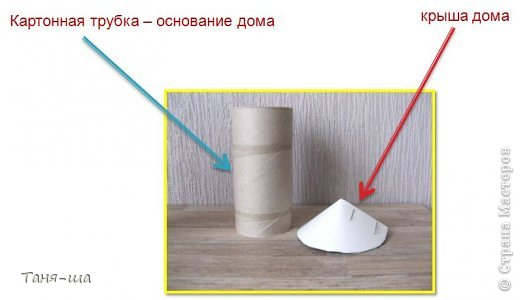 Картонная трубка – основание дома
крыша дома
Таня-ша
© Страна Мастеров